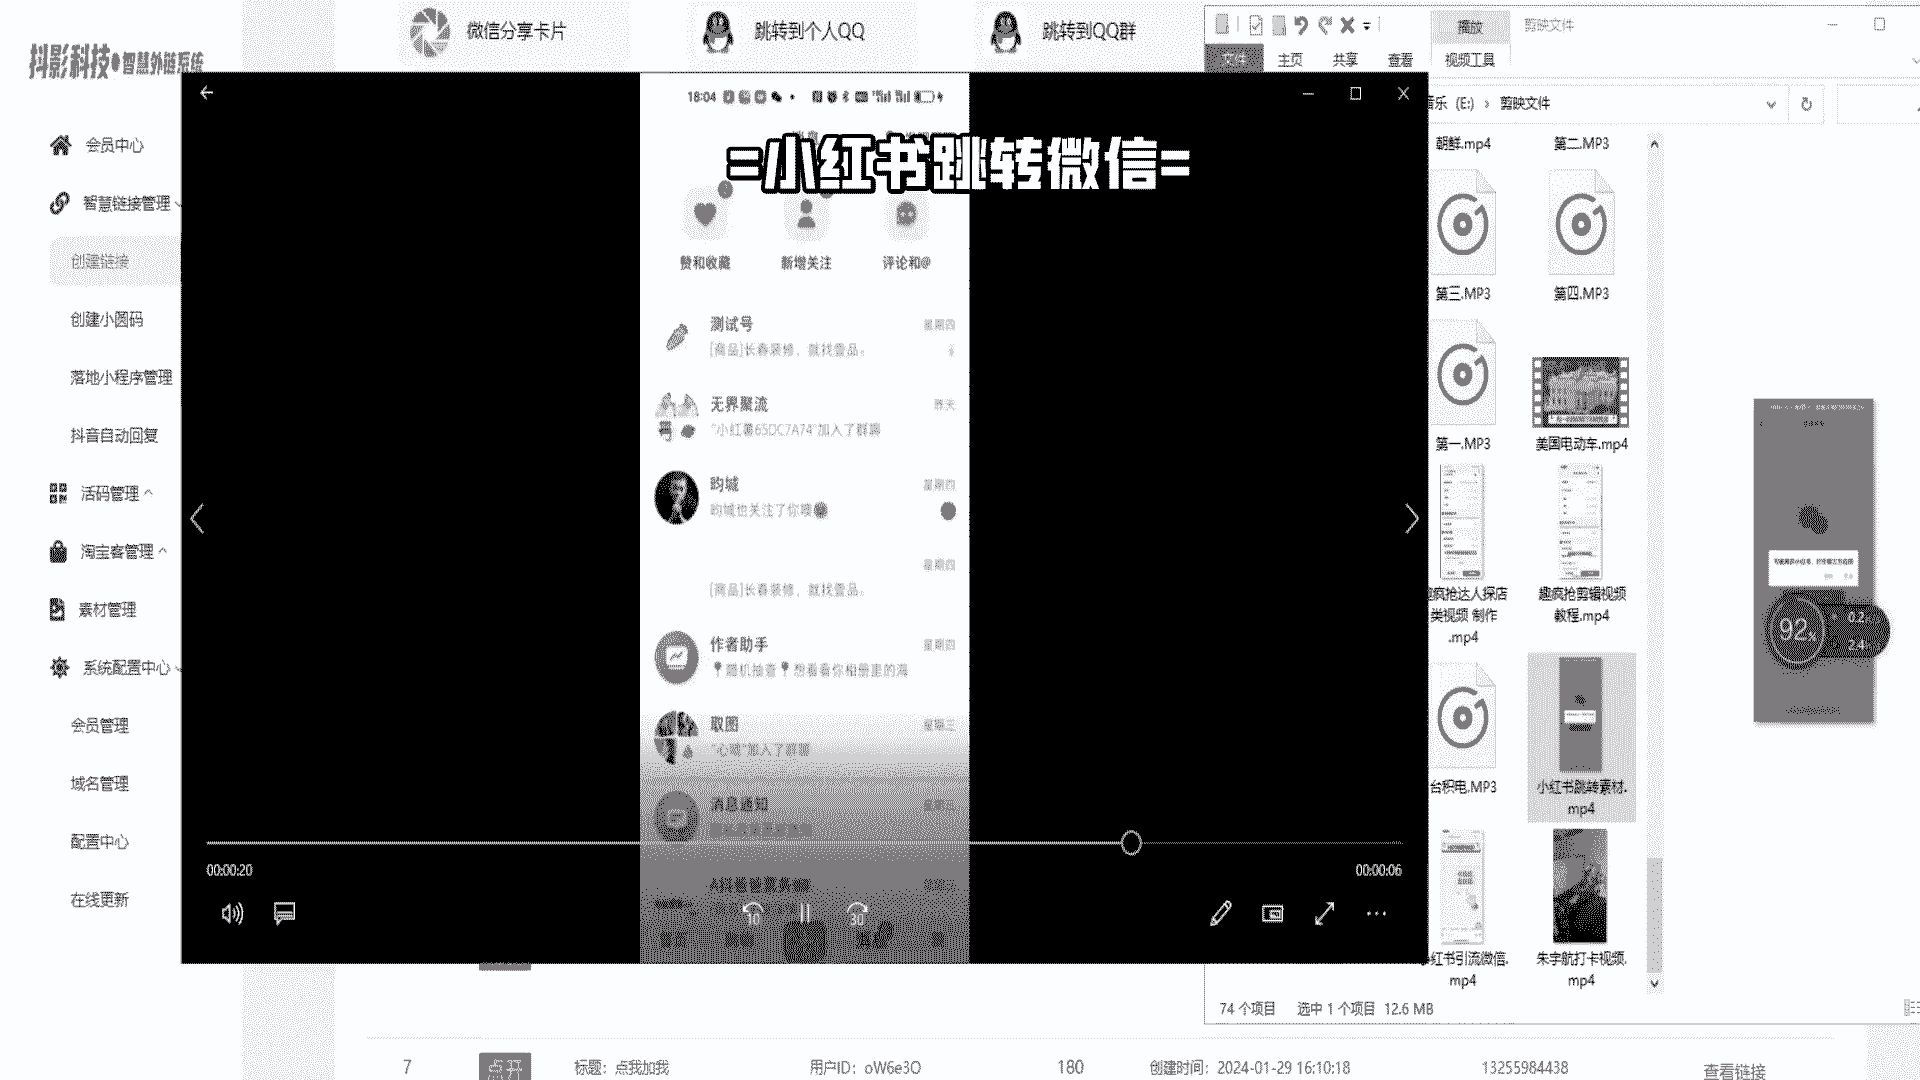 微信分享卡片
跳转到个人QQ
跳转到QQ群
抖影科技●智慧外链系统
会员中心
智慧链接管理
创建链接
创建小圆码
落地小程序管理
抖音自动回复
活码管理
淘宝客管理
素材管理
系统配置中心
会员管理
域名管理
配置中心
在线更新
18:04
=小红书跳转微信=
赞和收藏
新增关注
评论和@
测试号
星期四
[商品]长春装修，就找壹品。
无界聚流
昨天
"小红薯65DC7A74"加入了群聊
昀城
星期四
昀城也关注了你噢
星期四
[商品]长春装修，就找壹品。
作者助手
星期四
随机抽查 想看看你相册里的海
取图
星期三
加入了群聊
消息通知
00:00:20
00:00:06
10
30
播放
剪映文件
文件
主页
共享
查看
视频工具
音乐 (E:) › 剪映文件
朝鲜.mp4
第二.MP3
第三.MP3
第四.MP3
第一.MP3
美国电动车.mp4
趣疯抢达人探店类视频 制作.mp4
趣疯抢剪辑视频教程.mp4
台积电.MP3
小红书跳转素材.mp4
小红书引流微信.mp4
朱宇航打卡视频.mp4
92%
0.2
2.4
74 个项目
选中 1 个项目 12.6 MB
7
点开
标题：点我加我
用户ID：oW6e3O
180
创建时间：2024-01-29 16:10:18
13255984438
查看链接